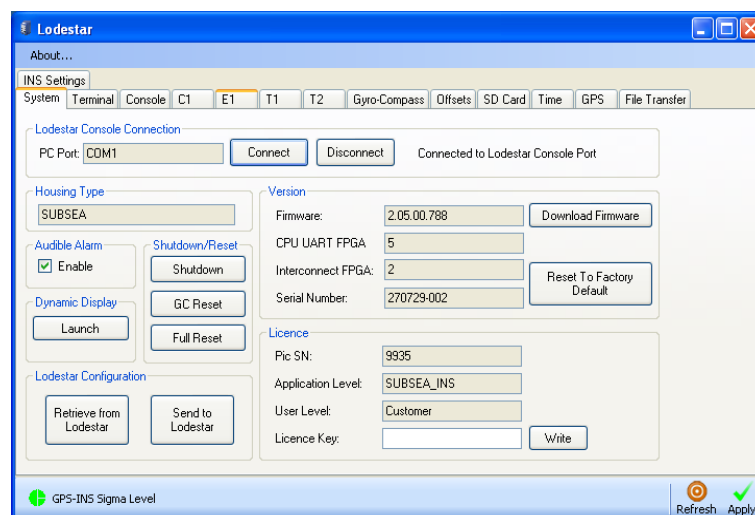 Lodestar
About...
INS Settings
System Terminal Console C1 E1 T1 T2 Gyro-Compass Offsets SD Card Time GPS File Transfer
Lodestar Console Connection
PC Port: COM1 Connect Disconnect Connected to Lodestar Console Port
Housing Type
SUBSEA
Audible Alarm
Enable
Shutdown/Reset
Shutdown
GC Reset
Full Reset
Dynamic Display
Launch
Lodestar Configuration
Retrieve from
Lodestar
Send to
Lodestar
Version
Firmware: 2.05.00.788 Download Firmware
CPU UART FPGA 5
Interconnect FPGA: 2
Reset To Factory
Default
Serial Number: 270729-002
Licence
Pic SN: 9935
Application Level: SUBSEA_INS
User Level: Customer
Licence Key: Write
GPS-INS Sigma Level
Refresh Apply